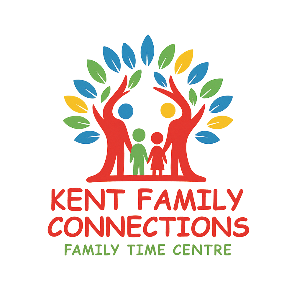 KENT FAMILY
CONNECTIONS
FAMILY TIME CENTRE